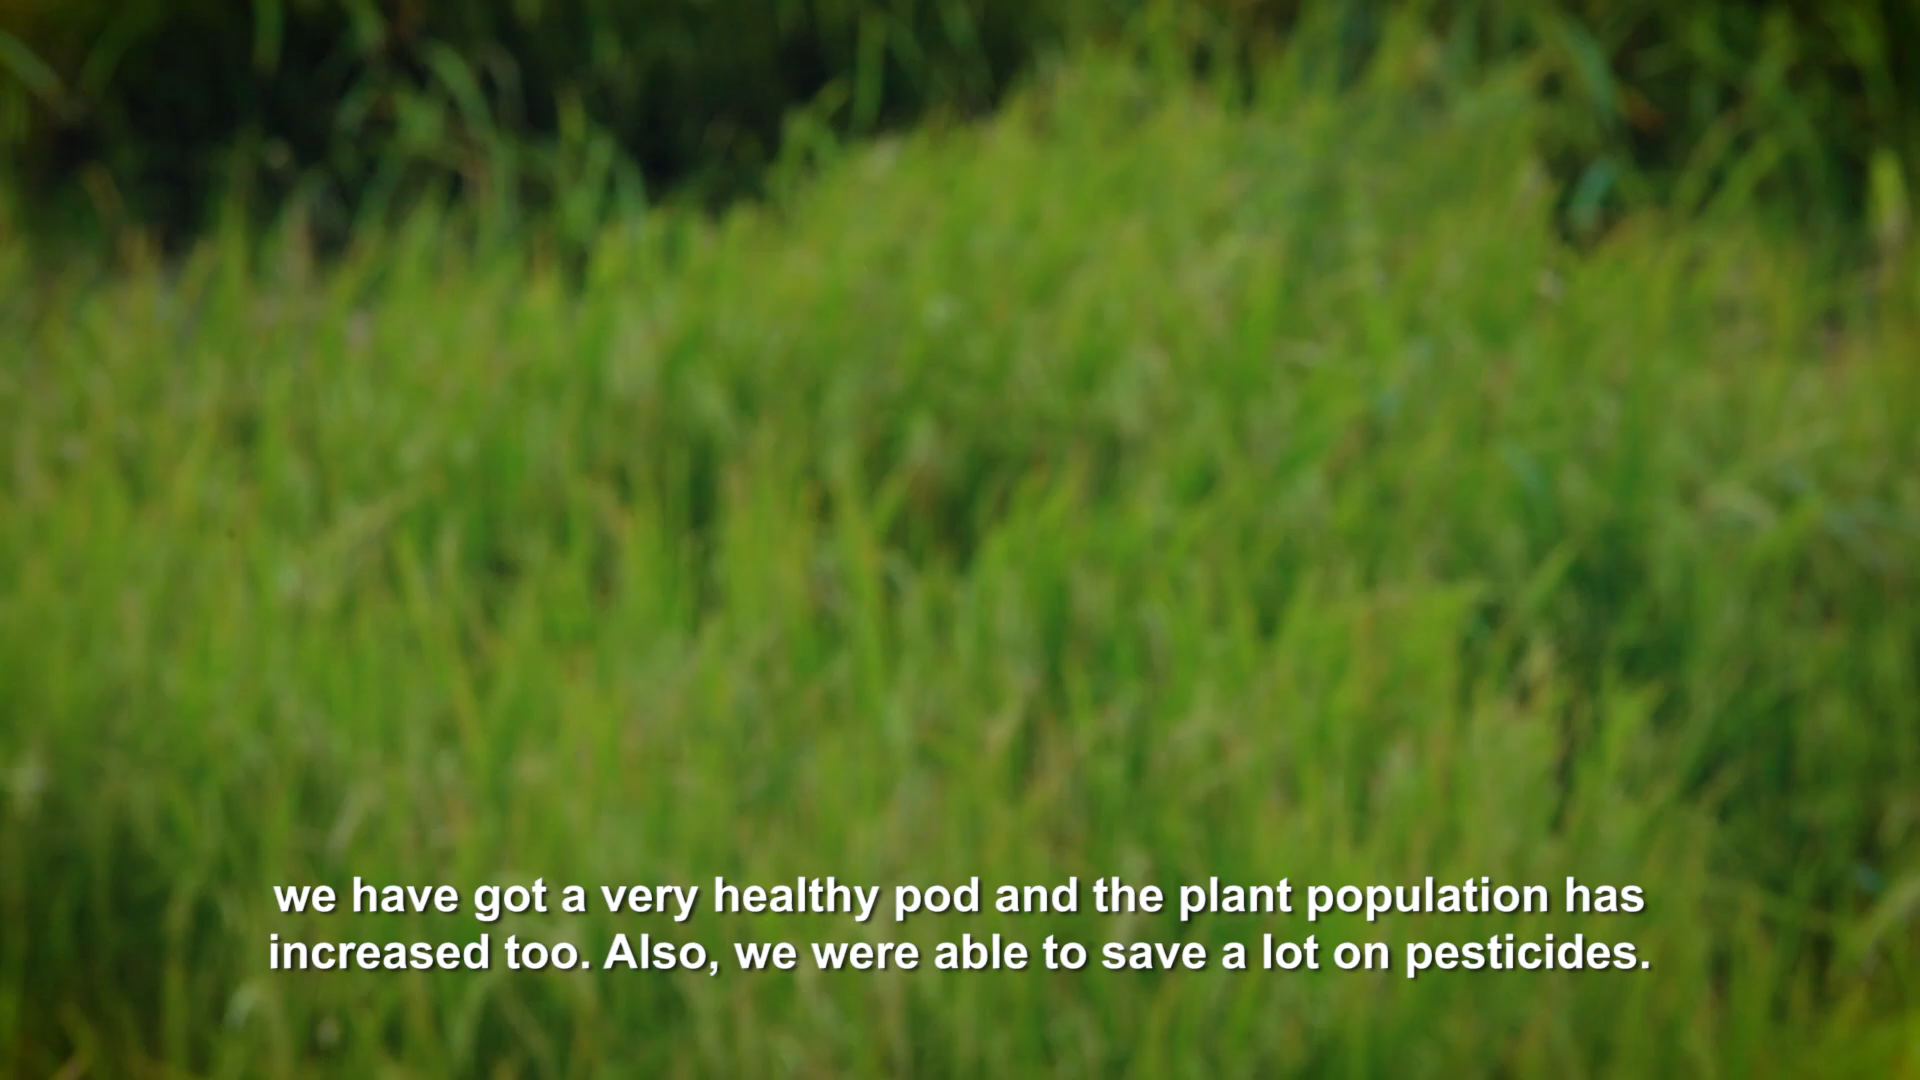 we have got a very healthy pod and the plant population has
increased too. Also, we were able to save a lot on pesticides.